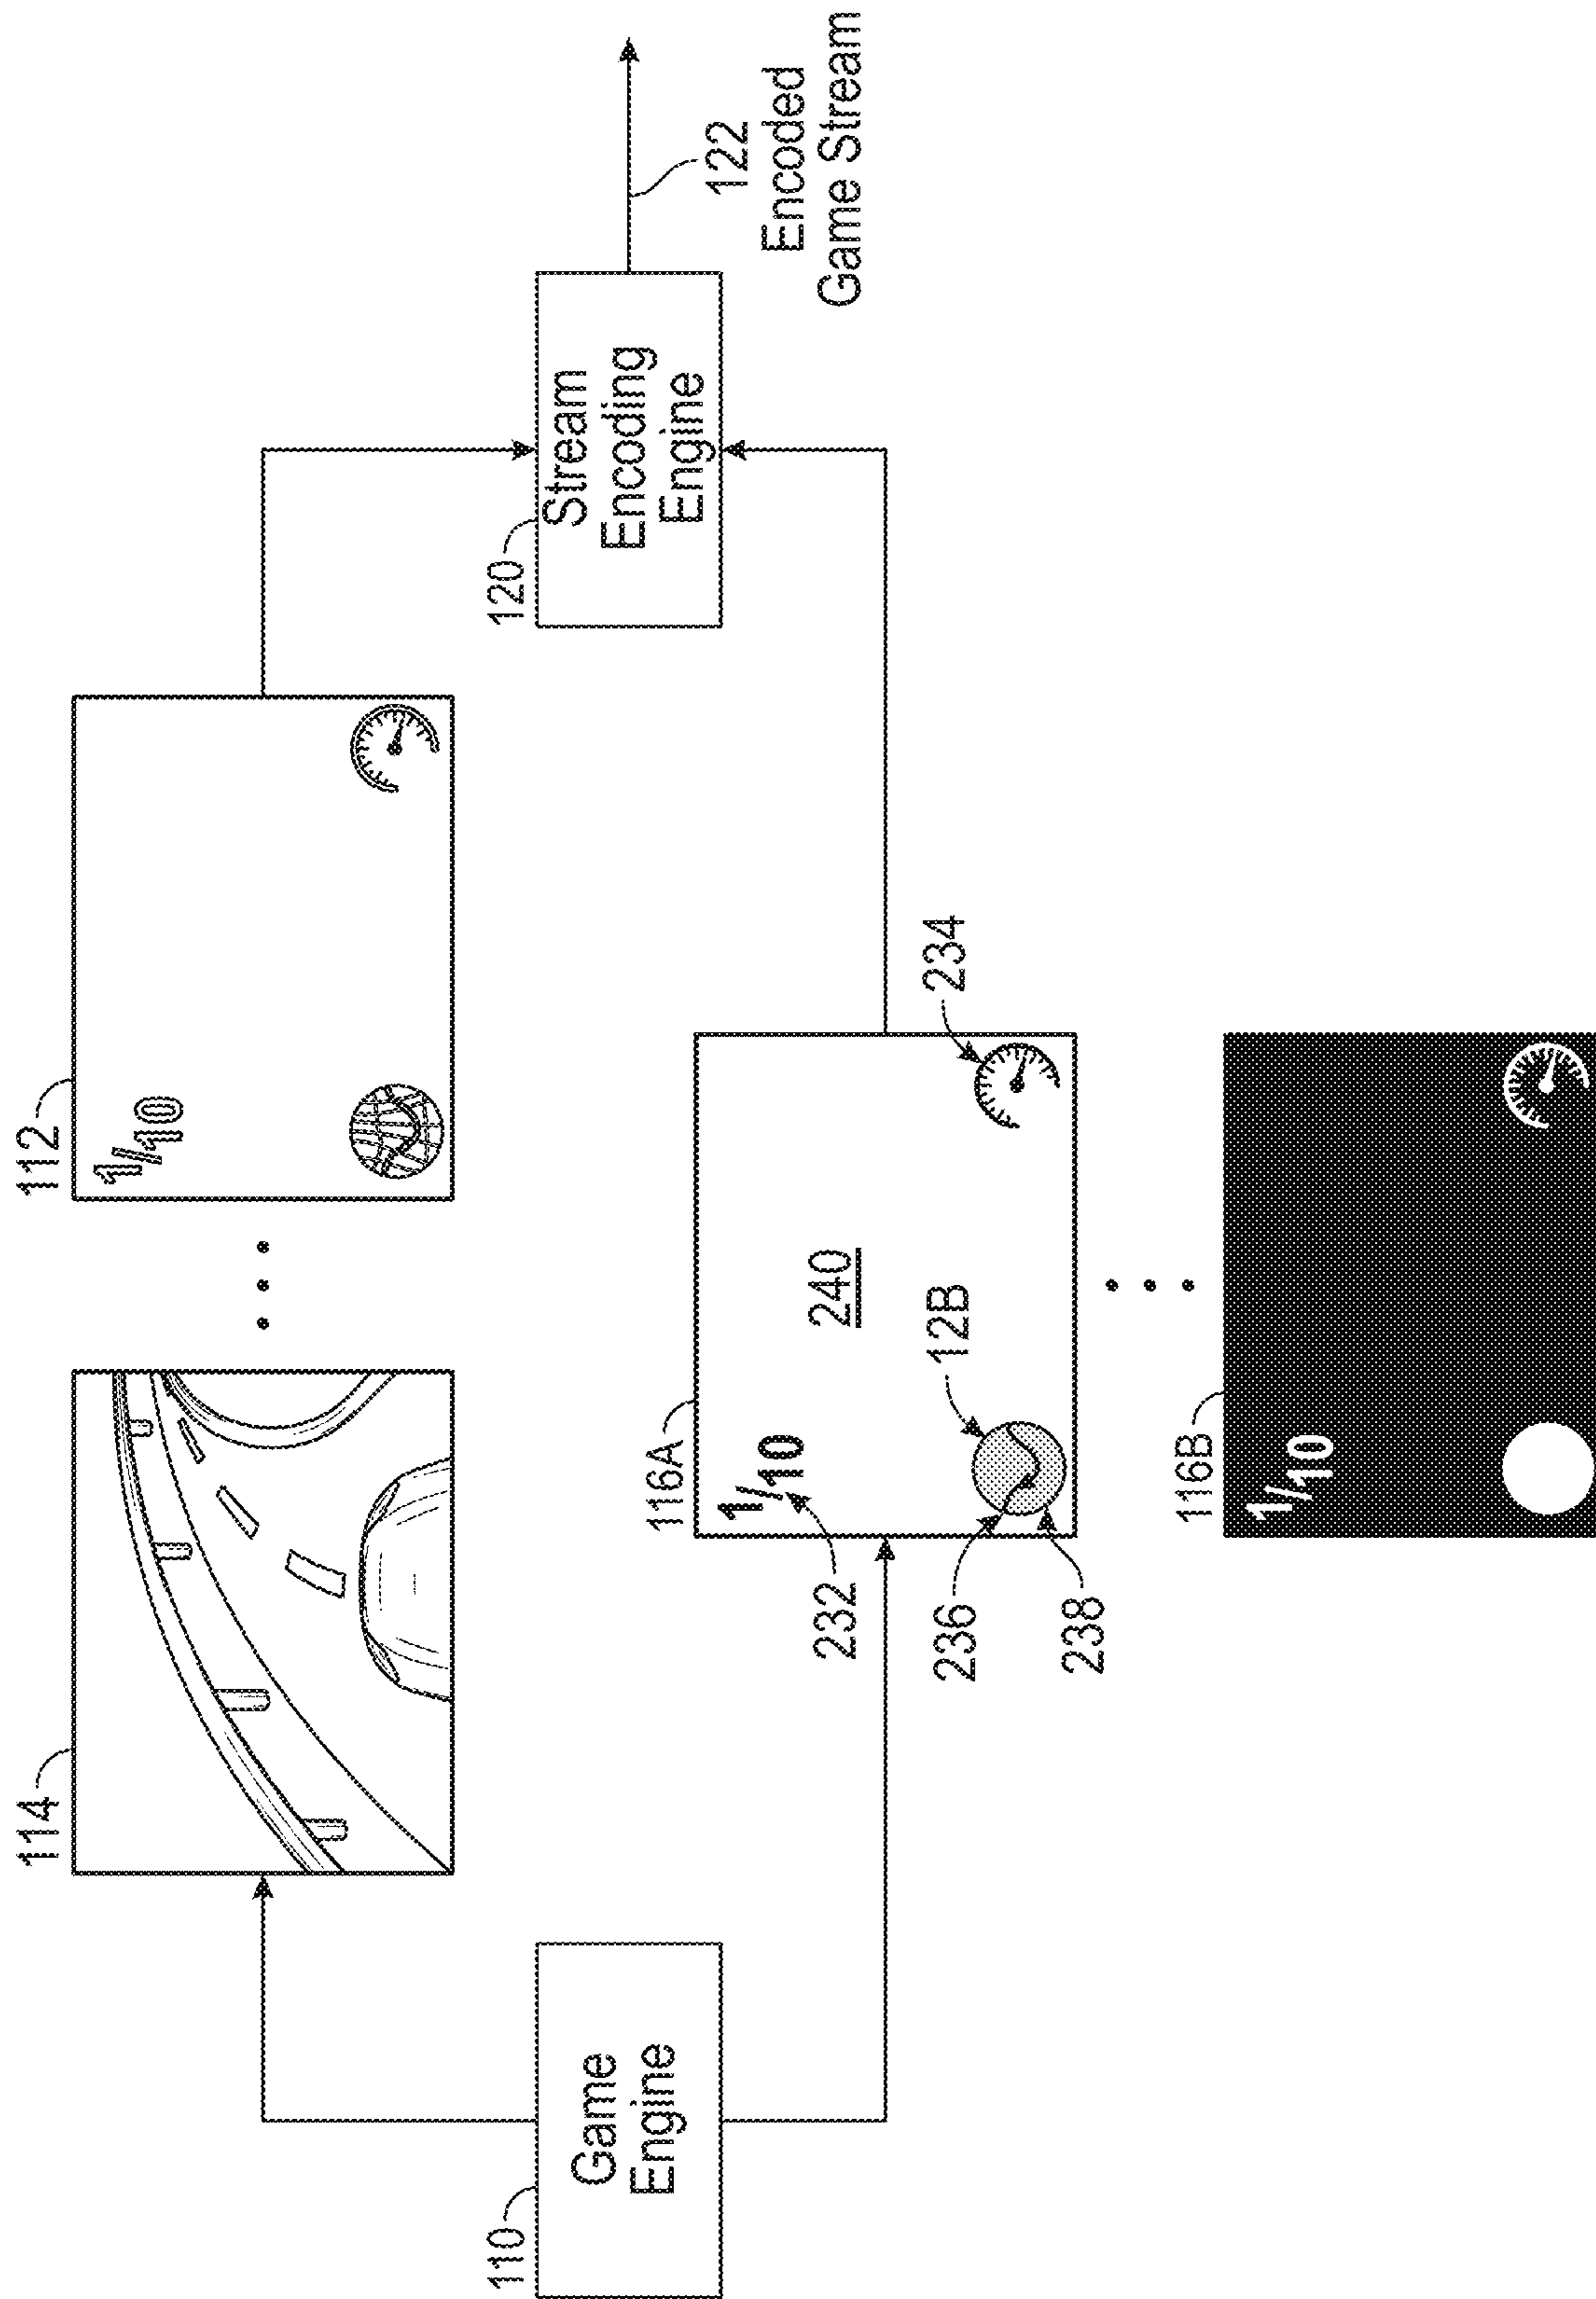 114
112
1/10
110
Game
Engine
120
Stream
Encoding
Engine
122
Encoded
Game Stream
116A
1/10
232
240
12B
234
236
238
116B
1/10